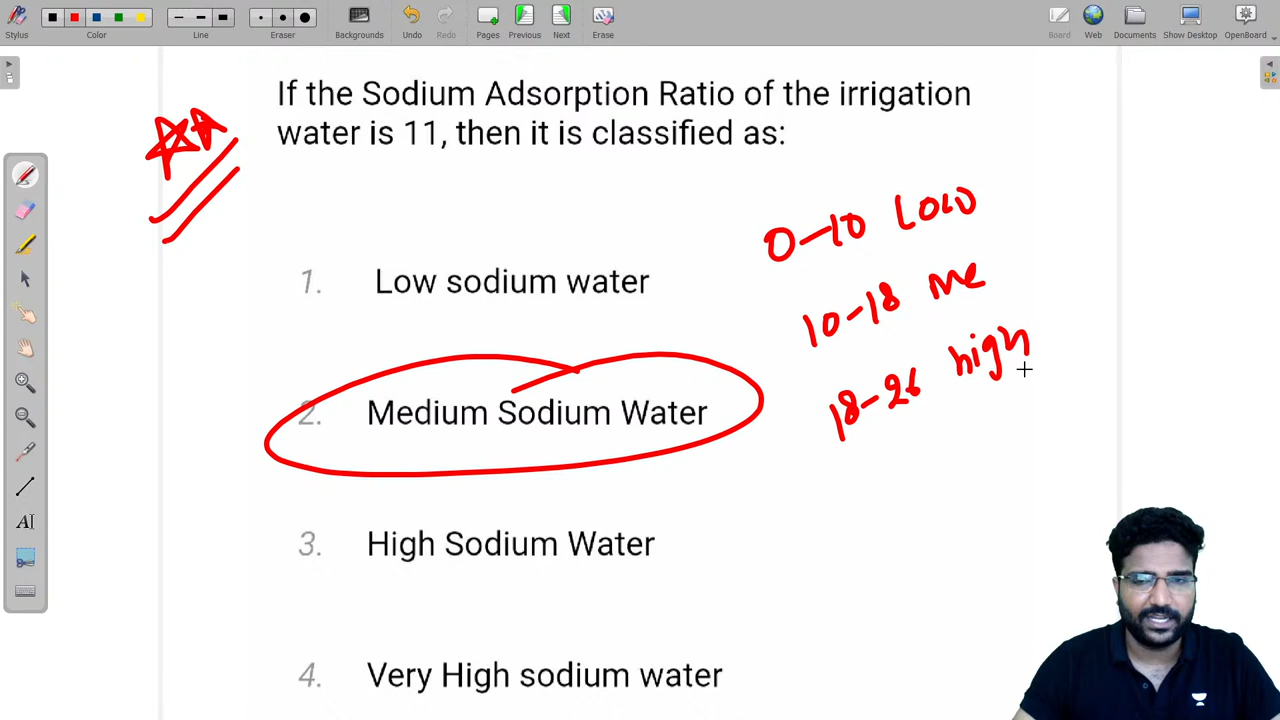 Stylus
Color
Line
Eraser
Backgrounds
Undo
Redo
Pages
Previous
Next
Erase
Board
Web
Documents
Show Desktop
OpenBoard
If the Sodium Adsorption Ratio of the irrigation
water is 11, then it is classified as:
0-10 Low
1. Low sodium water
10-18 Me
18-26 high
2. Medium Sodium Water
3. High Sodium Water
4. Very High sodium water
AI